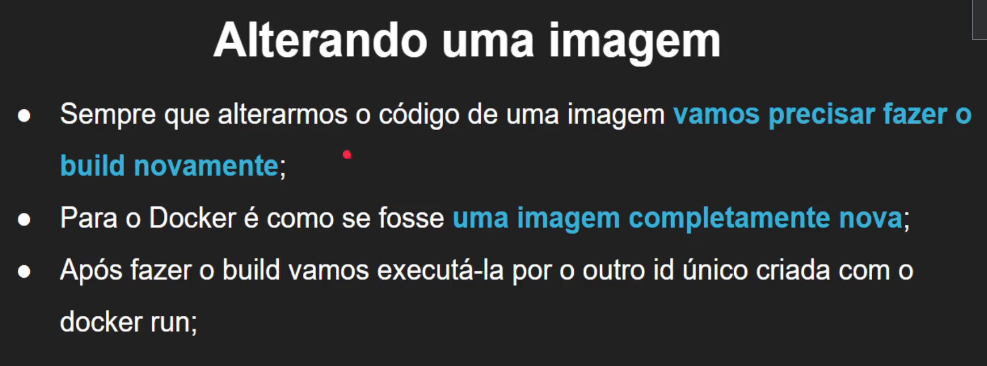 Alterando uma imagem
● Sempre que alterarmos o código de uma imagem vamos precisar fazer o
build novamente;
● Para o Docker é como se fosse uma imagem completamente nova;
● Após fazer o build vamos executá-la por o outro id único criada com o
docker run;